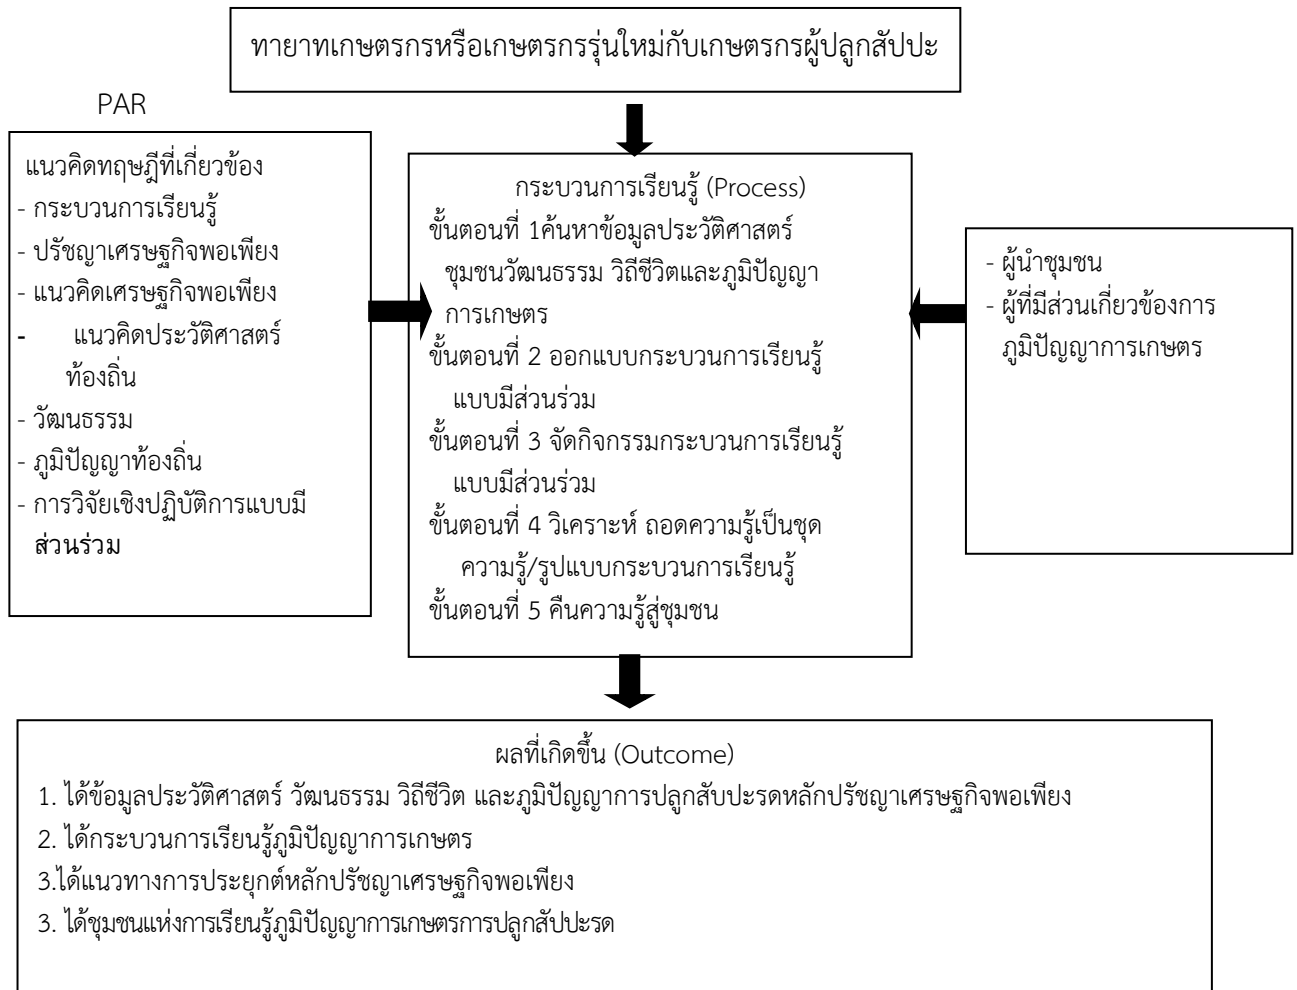 ทายาทเกษตรกรหรือเกษตรกรรุ่นใหม่กับเกษตรกรผู้ปลูกสัปปะ
PAR
แนวคิดทฤษฎีที่เกี่ยวข้อง
- กระบวนการเรียนรู้
- ปรัชญาเศรษฐกิจพอเพียง
- แนวคิดเศรษฐกิจพอเพียง
- แนวคิดประวัติศาสตร์
ท้องถิ่น
- วัฒนธรรม
- ภูมิปัญญาท้องถิ่น
- การวิจัยเชิงปฏิบัติการแบบมี
ส่วนร่วม
กระบวนการเรียนรู้ (Process)
ขั้นตอนที่ 1ค้นหาข้อมูลประวัติศาสตร์
ชุมชนวัฒนธรรม วิถีชีวิตและภูมิปัญญา
การเกษตร
ขั้นตอนที่ 2 ออกแบบกระบวนการเรียนรู้
แบบมีส่วนร่วม
ขั้นตอนที่ 3 จัดกิจกรรมกระบวนการเรียนรู้
แบบมีส่วนร่วม
ขั้นตอนที่ 4 วิเคราะห์ ถอดความรู้เป็นชุด
ความรู้/รูปแบบกระบวนการเรียนรู้
ขั้นตอนที่ 5 คืนความรู้สู่ชุมชน
- ผู้นำชุมชน
- ผู้ที่มีส่วนเกี่ยวข้องการ
ภูมิปัญญาการเกษตร
ผลที่เกิดขึ้น (Outcome)
1. ได้ข้อมูลประวัติศาสตร์ วัฒนธรรม วิถีชีวิต และภูมิปัญญาการปลูกสับปะรดหลักปรัชญาเศรษฐกิจพอเพียง
2. ได้กระบวนการเรียนรู้ภูมิปัญญาการเกษตร
3.ได้แนวทางการประยุกต์หลักปรัชญาเศรษฐกิจพอเพียง
3. ได้ชุมชนแห่งการเรียนรู้ภูมิปัญญาการเกษตรการปลูกสัปปะรด